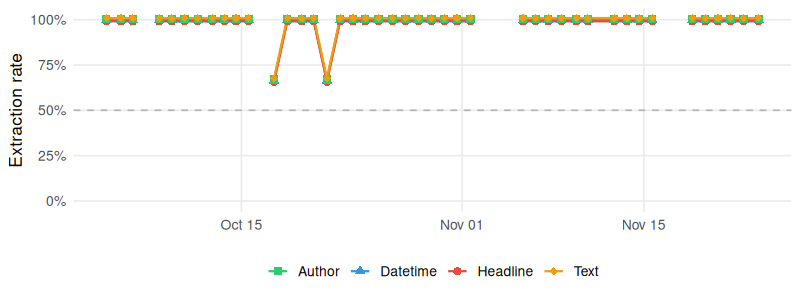 100%
75%
50%
25%
0%
Extraction rate
Oct 15
Nov 01
Nov 15
Author
Datetime
Headline
Text